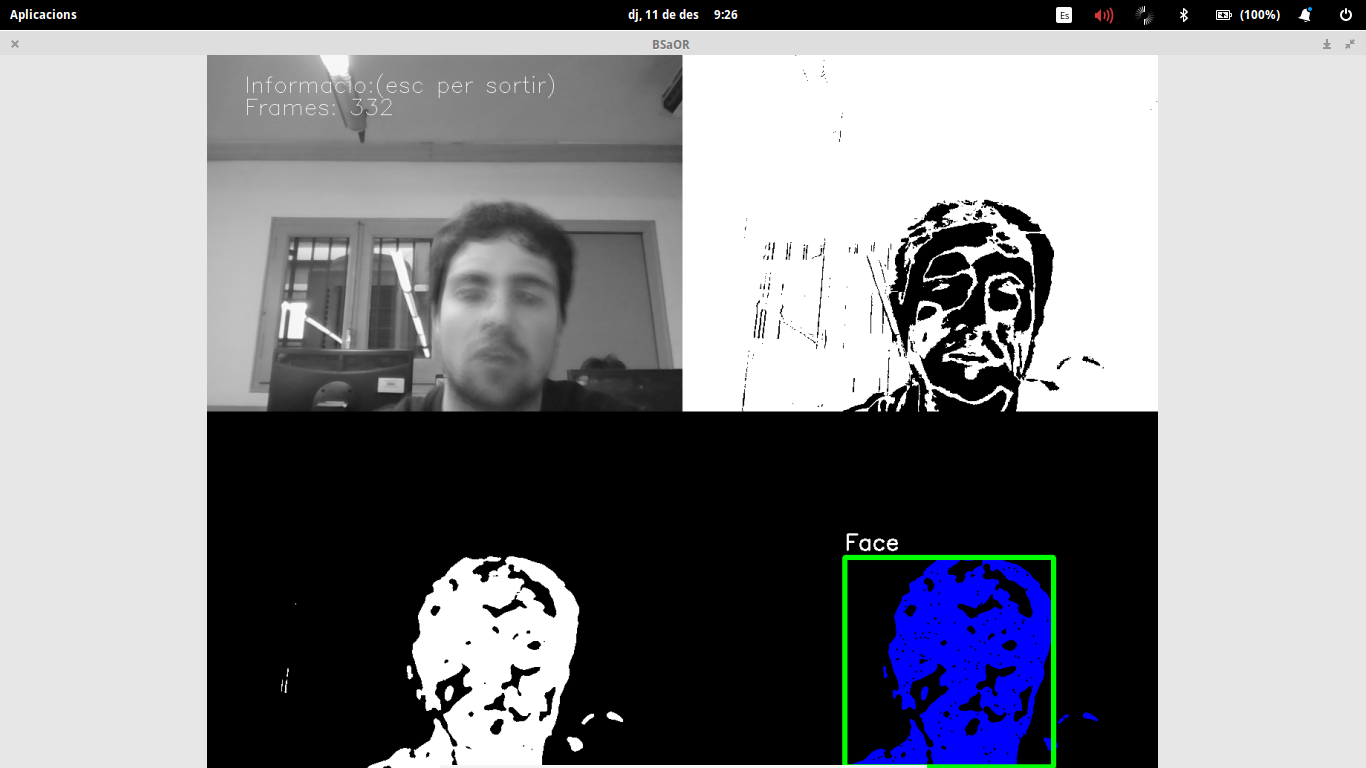 Aplicacions
dj, 11 de des 9:26
Es
(100%)
BSaOR
Informacio:(esc per sortir)
Frames: 332
Face